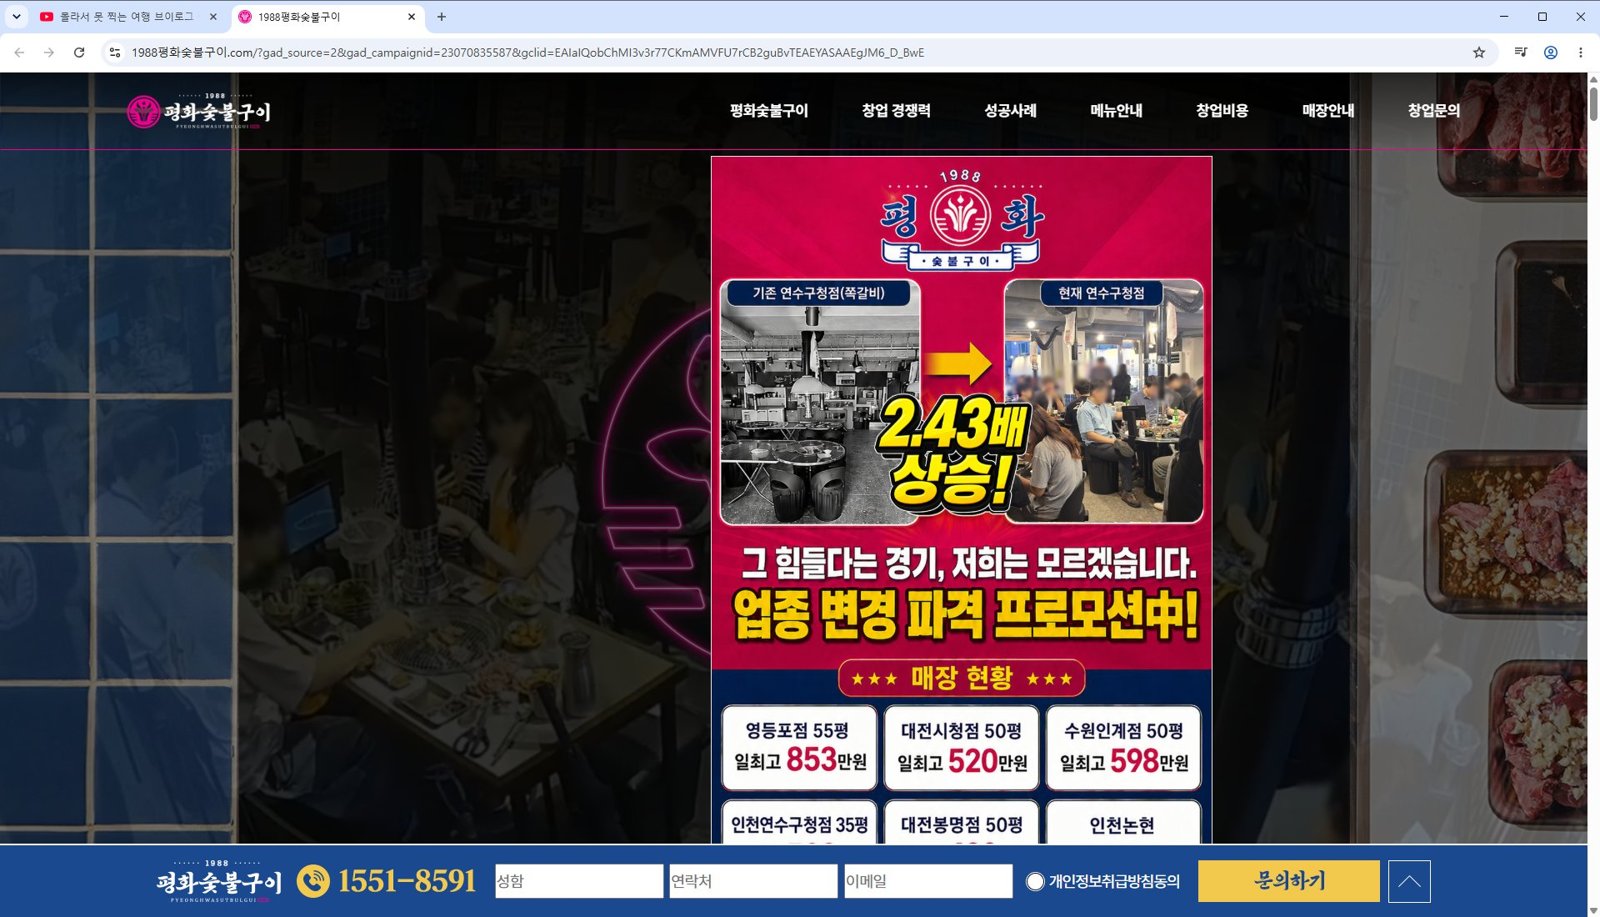 몰라서 못 찍는 여행 브이로그
1988평화숯불구이
1988평화숯불구이.com/?gad_source=2&gad_campaignid=23070835587&gclid=EAIaIQobChMI3v3r77CKmAMVFU7rCB2guBvTEAEYASAAEgJM6_D_BwE
1988
평화숯불구이
PYEONGHWASUTBULGUI
평화숯불구이 창업 경쟁력 성공사례 메뉴안내 창업비용 매장안내 창업문의
1988
평 화
·숯불구이·
기존 연수구청점(쪽갈비)
현재 연수구청점
2.43배
상승!
그 힘들다는 경기, 저희는 모르겠습니다.
업종 변경 파격 프로모션中!
★★★ 매장 현황 ★★★
영등포점 55평
일최고 853만원
대전시청점 50평
일최고 520만원
수원인계점 50평
일최고 598만원
인천연수구청점 35평
대전봉명점 50평
인천논현
1988
평화숯불구이
PYEONGHWASUTBULGUI
1551-8591
성함
연락처
이메일
개인정보취급방침동의
문의하기